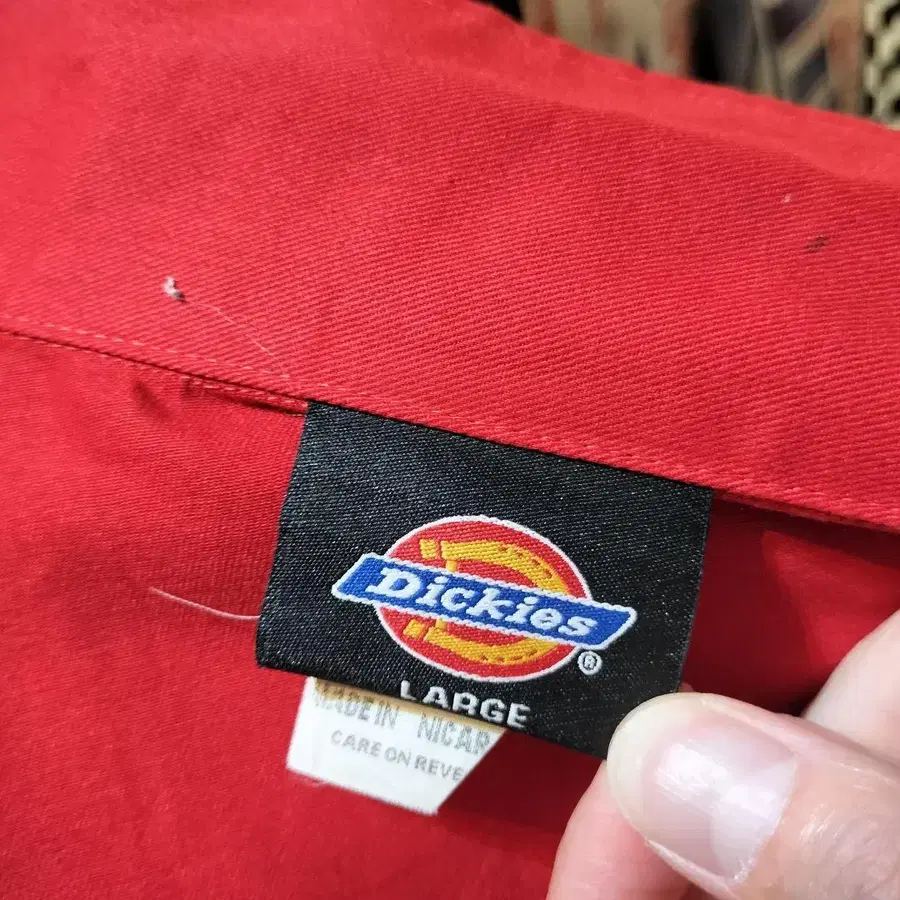 Dickies
®
LARGE
MADE IN NICAR
CARE ON REVE